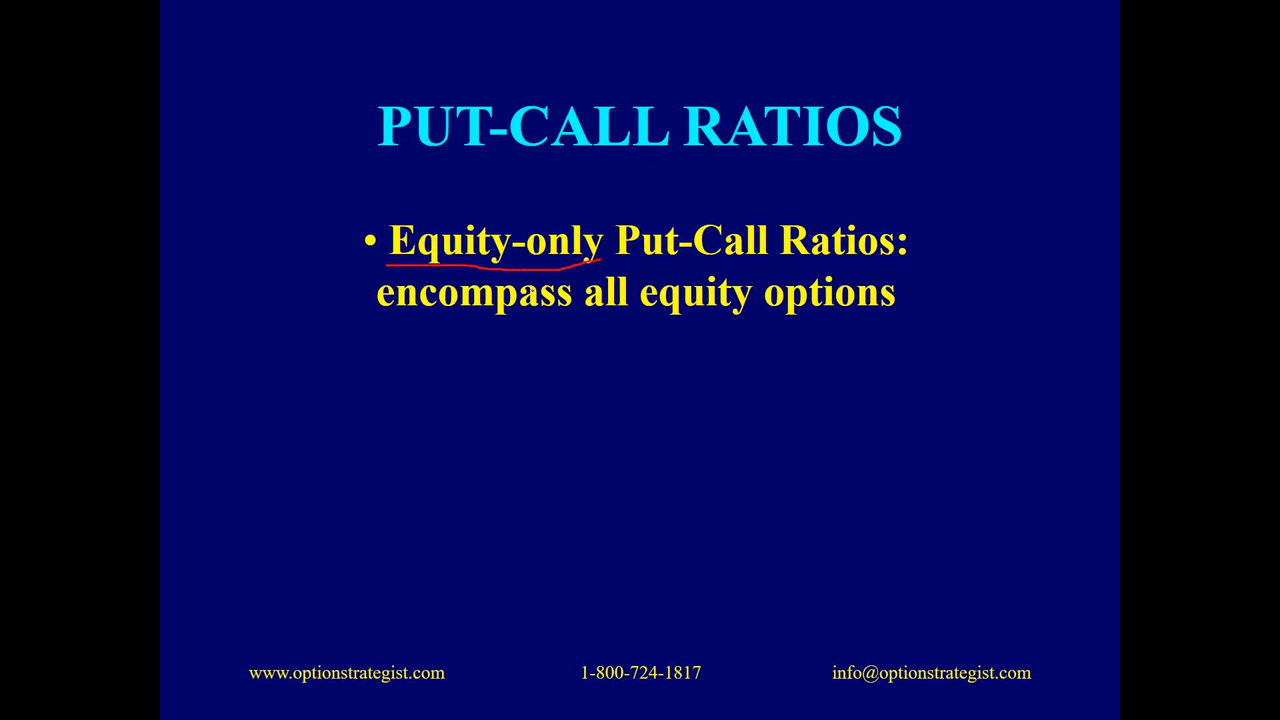 PUT-CALL RATIOS
• Equity-only Put-Call Ratios:
encompass all equity options
www.optionstrategist.com 1-800-724-1817 info@optionstrategist.com